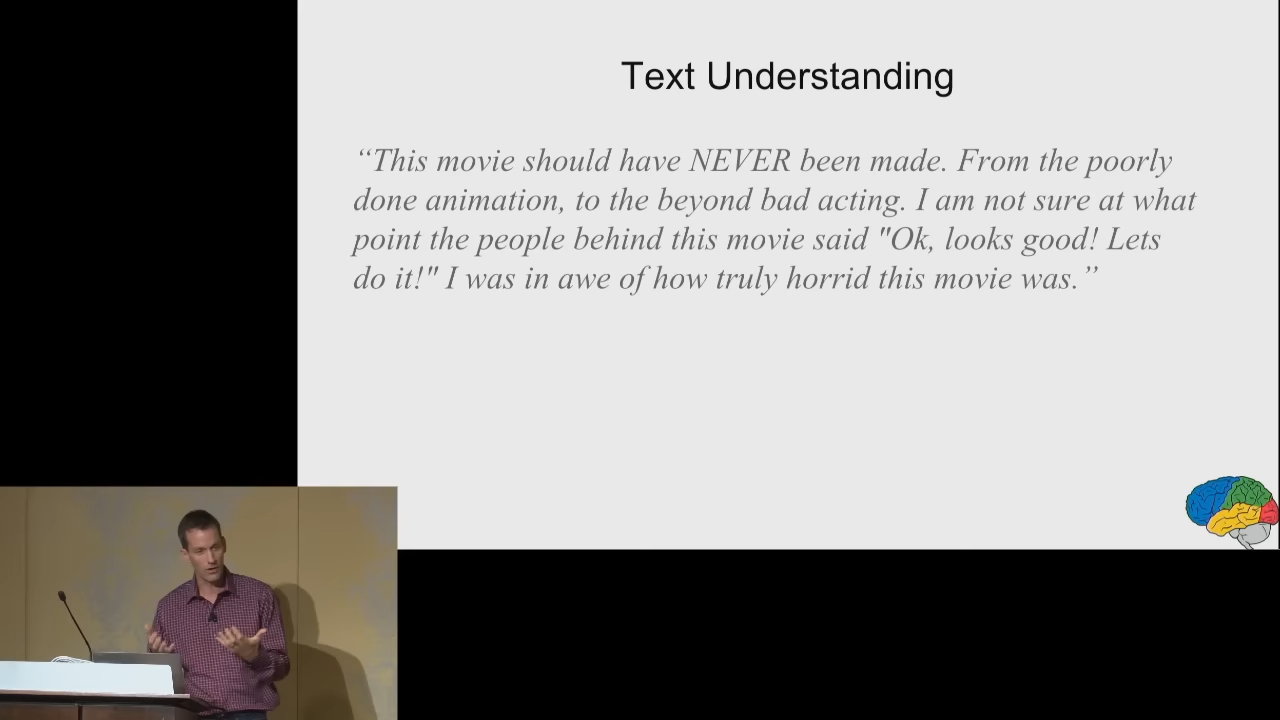 Text Understanding
“This movie should have NEVER been made. From the poorly
done animation, to the beyond bad acting. I am not sure at what
point the people behind this movie said "Ok, looks good! Lets
do it!" I was in awe of how truly horrid this movie was.”